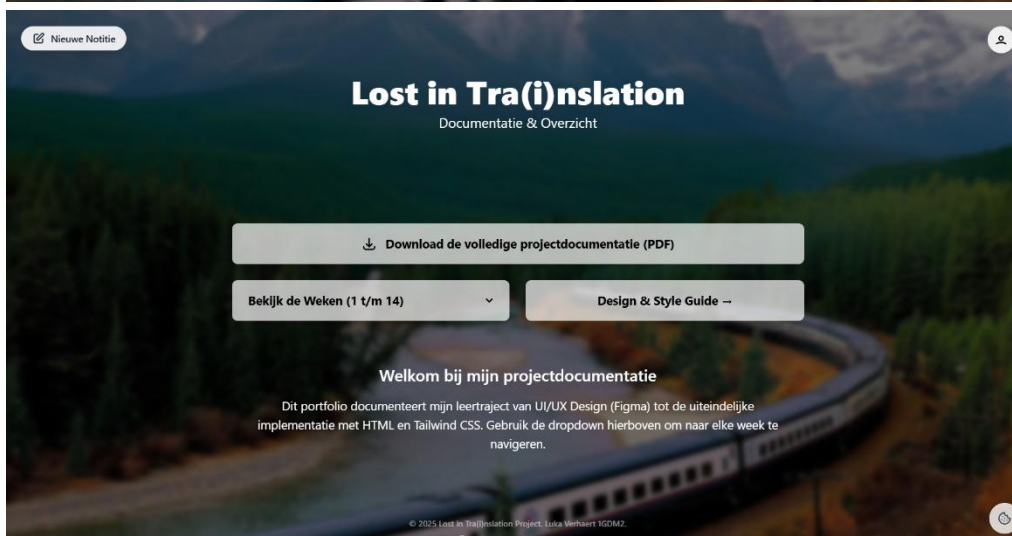 Nieuwe Notitie
Lost in Tra(i)nslation
Documentatie & Overzicht
Download de volledige projectdocumentatie (PDF)
Bekijk de Weken (1 t/m 14)
Design & Style Guide →
Welkom bij mijn projectdocumentatie
Dit portfolio documenteert mijn leertraject van UI/UX Design (Figma) tot de uiteindelijke
implementatie met HTML en Tailwind CSS. Gebruik de dropdown hierboven om naar elke week te
navigeren.
© 2025 Lost in Tra(i)nslation Project. Luka Verhaert 1GDM2.